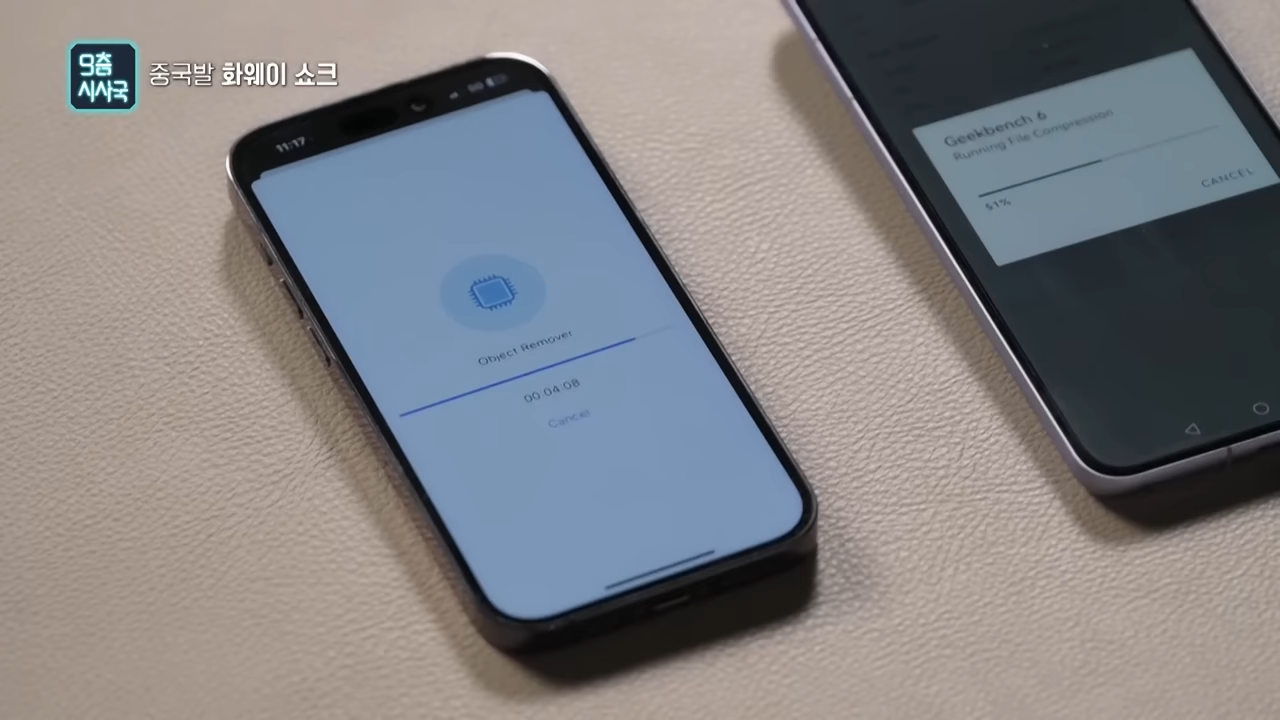 9층
시사국
중국발 화웨이 쇼크
11:17
Object Remover
00:04:08
Cancel
Geekbench 6
Running File Compression
51%
CANCEL